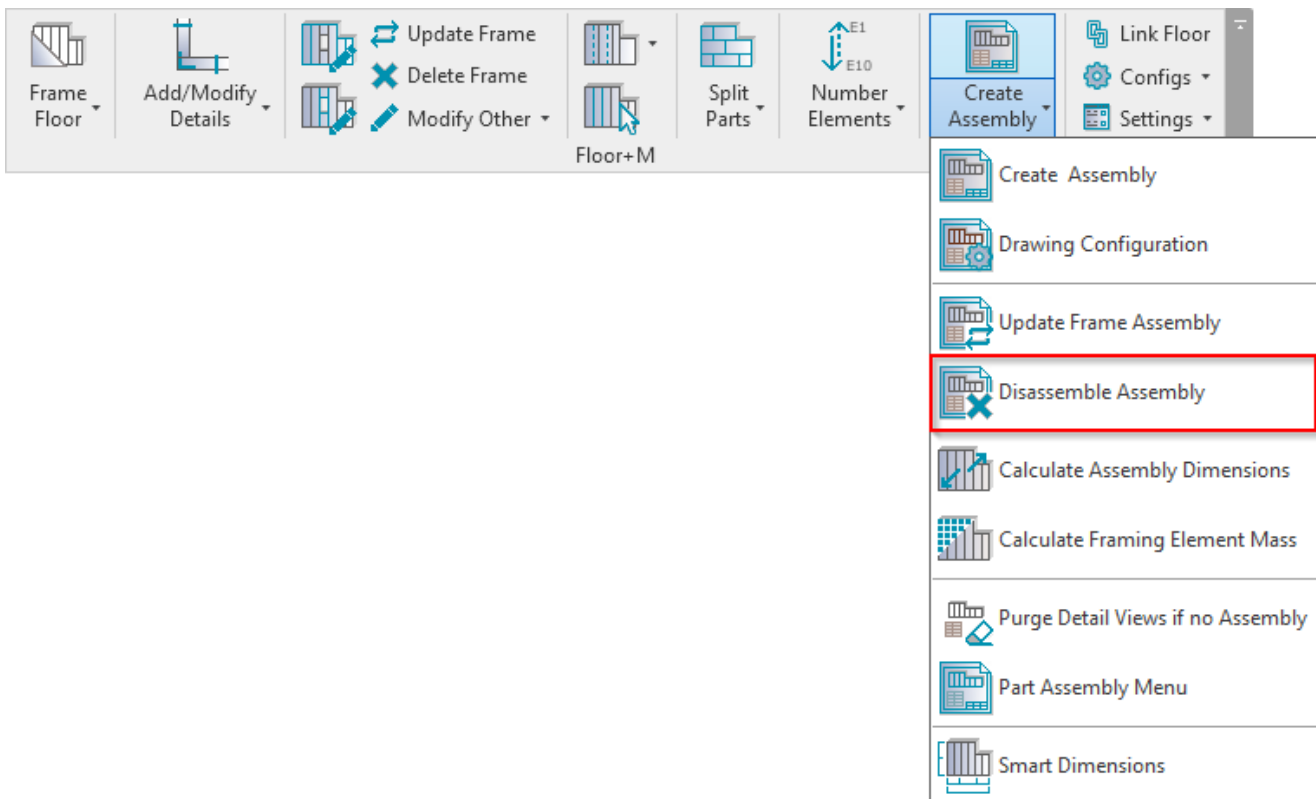 Frame
Floor
Add/Modify
Details
Update Frame
Delete Frame
Modify Other
Split
Parts
E1
E10
Number
Elements
Create
Assembly
Link Floor
Configs
Settings
Floor+M
Create Assembly
Drawing Configuration
Update Frame Assembly
Disassemble Assembly
Calculate Assembly Dimensions
Calculate Framing Element Mass
Purge Detail Views if no Assembly
Part Assembly Menu
Smart Dimensions